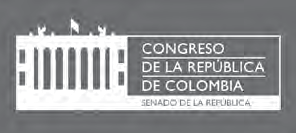 CONGRESO
DE LA REPÚBLICA
DE COLOMBIA
SENADO DE LA REPÚBLICA